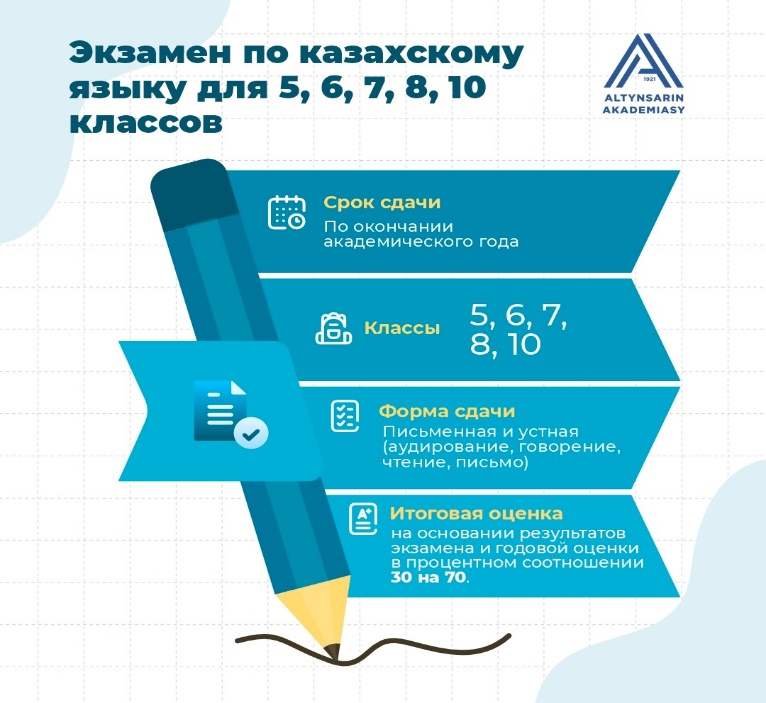 Экзамен по казахскому
языку для 5, 6, 7, 8, 10
классов
1921
ALTYNSARIN
AKADEMIASY
Срок сдачи
По окончании
академического года
Классы
5, 6, 7,
8, 10
Форма сдачи
Письменная и устная
(аудирование, говорение,
чтение, письмо)
A+
Итоговая оценка
на основании результатов
экзамена и годовой оценки
в процентном соотношении
30 на 70.